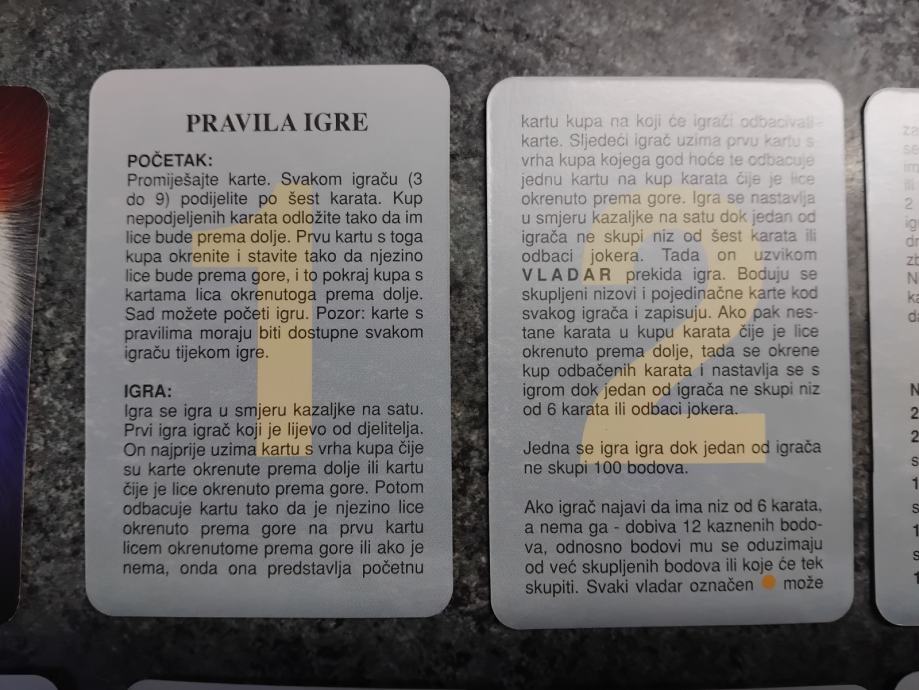 PRAVILA IGRE
POČETAK:
Promiješajte karte. Svakom igraču (3
do 9) podijelite po šest karata. Kup
nepodjeljenih karata odložite tako da im
lice bude prema dolje. Prvu kartu s toga
kupa okrenite i stavite tako da njezino
lice bude prema gore, i to pokraj kupa s
kartama lica okrenutoga prema dolje.
Sad možete početi igru. Pozor: karte s
pravilima moraju biti dostupne svakom
igraču tijekom igre.
IGRA:
Igra se igra u smjeru kazaljke na satu.
Prvi igra igrač koji je lijevo od djelitelja.
On najprije uzima kartu s vrha kupa čije
su karte okrenute prema dolje ili kartu
čije je lice okrenuto prema gore. Potom
odbacuje kartu tako da je njezino lice
okrenuto prema gore na prvu kartu
licem okrenutome prema gore ili ako je
nema, onda ona predstavlja početnu
1
kartu kupa na koji će igrači odbacivati
karte. Sljedeći igrač uzima prvu kartu s
vrha kupa kojega god hoće te odbacuje
jednu kartu na kup karata čije je lice
okrenuto prema gore. Igra se nastavlja
u smjeru kazaljke na satu dok jedan od
igrača ne skupi niz od šest karata ili
odbaci jokera. Tada on uzvikom
VLADAR prekida igra. Boduju se
skupljeni nizovi i pojedinačne karte kod
svakog igrača i zapisuju. Ako pak nes-
tane karata u kupu karata čije je lice
okrenuto prema dolje, tada se okrene
kup odbačenih karata i nastavlja se s
igrom dok jedan od igrača ne skupi niz
od 6 karata ili odbaci jokera.
Jedna se igra igra dok jedan od igrača
ne skupi 100 bodova.
Ako igrač najavi da ima niz od 6 karata,
a nema ga - dobiva 12 kaznenih bodo-
va, odnosno bodovi mu se oduzimaju
od već skupljenih bodova ili koje će tek
skupiti. Svaki vladar označen može
2